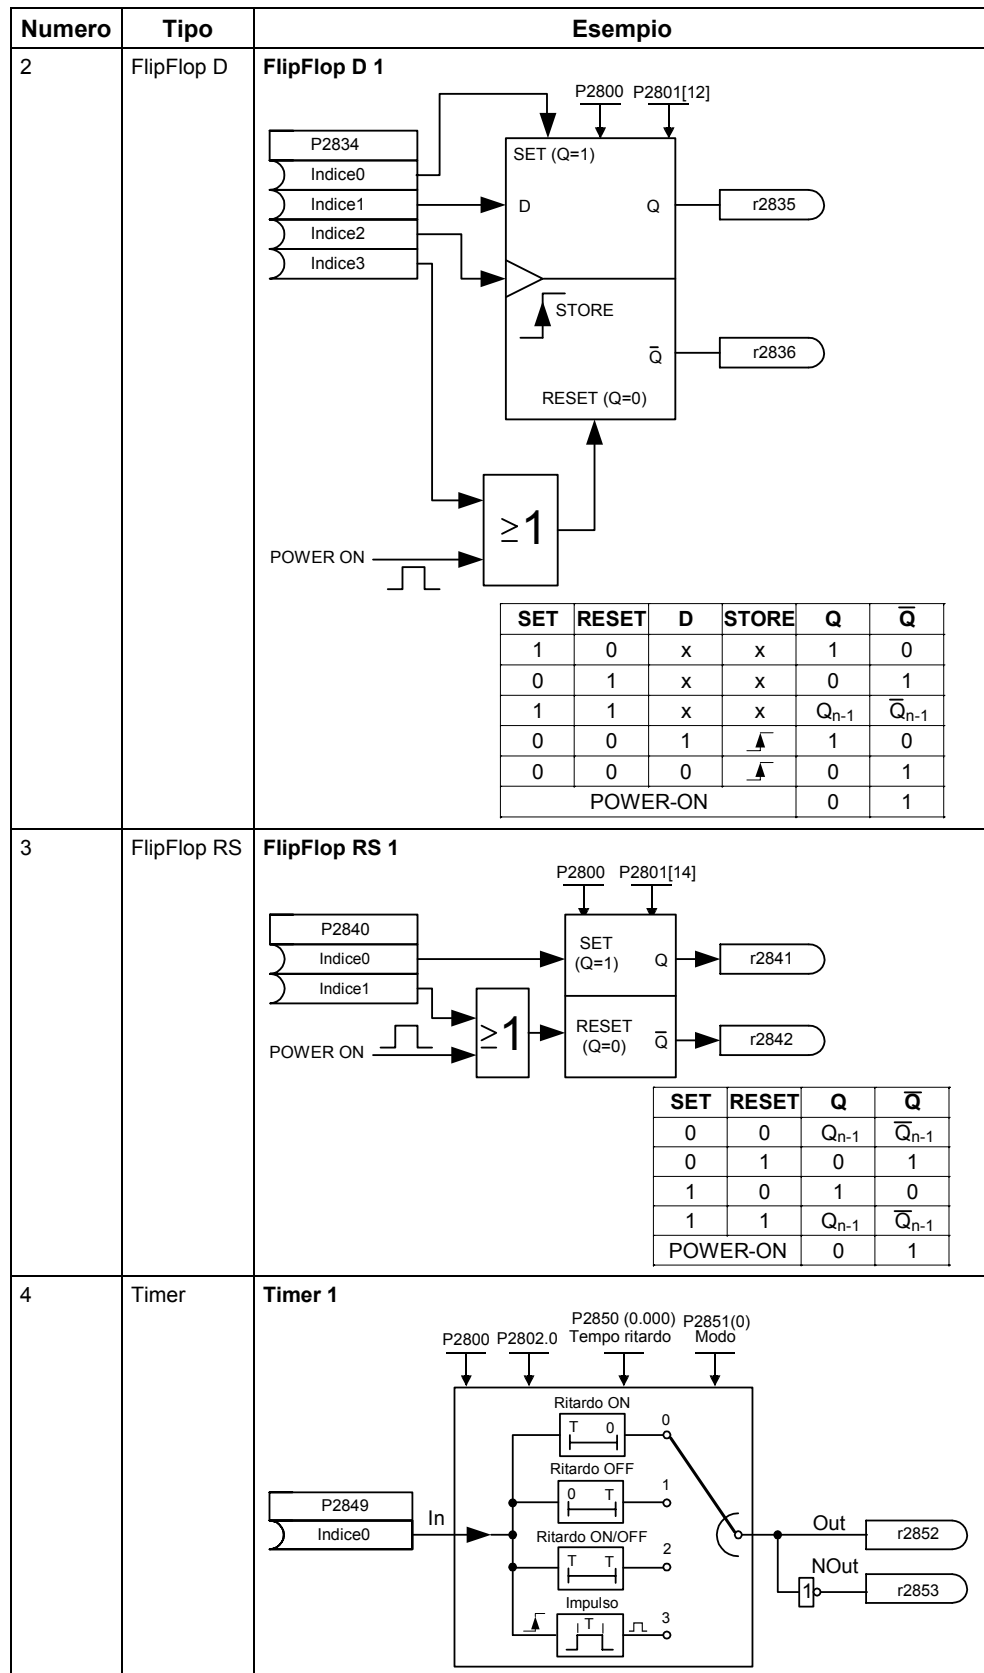 Numero Tipo Esempio
2 FlipFlop D FlipFlop D 1
P2800 P2801[12]
P2834
Indice0
Indice1
Indice2
Indice3
SET (Q=1)
D Q r2835
STORE
Q̅ r2836
RESET (Q=0)
≥1
POWER ON
SET RESET D STORE Q Q̅
1 0 x x 1 0
0 1 x x 0 1
1 1 x x Qn-1 Q̅n-1
0 0 1 1 0
0 0 0 0 1
POWER-ON 0 1
3 FlipFlop RS FlipFlop RS 1
P2800 P2801[14]
P2840
Indice0
Indice1
SET
(Q=1) Q r2841
POWER ON
≥1
RESET
(Q=0) Q̅ r2842
SET RESET Q Q̅
0 0 Qn-1 Q̅n-1
0 1 0 1
1 0 1 0
1 1 Qn-1 Q̅n-1
POWER-ON 0 1
4 Timer Timer 1
P2850 (0.000) P2851(0)
P2800 P2802.0 Tempo ritardo Modo
Ritardo ON
T 0 0
Ritardo OFF
0 T 1
P2849
Indice0
In
Ritardo ON/OFF
T T 2
Impulso
T 3
Out r2852
NOut
1 r2853